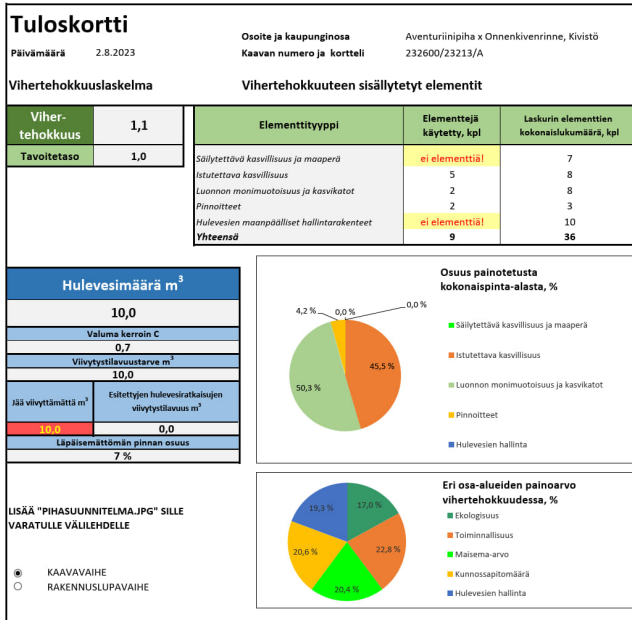 Tuloskortti
Päivämäärä 2.8.2023
Osoite ja kaupunginosa Aventuriinipiha x Onnenkivenrinne, Kivistö
Kaavan numero ja kortteli 232600/23213/A
Vihertehokkuuslaskelma
Vihertehokkuuteen sisällytetyt elementit
Viher-
tehokkuus 1,1
Tavoitetaso 1,0
Elementtityyppi Elementtejä käytetty, kpl Laskurin elementtien kokonaislukumäärä, kpl
Säilytettävä kasvillisuus ja maaperä ei elementtiä! 7
Istutettava kasvillisuus 5 8
Luonnon monimuotoisuus ja kasvikatot 2 8
Pinnoitteet 2 3
Hulevesien maanpäälliset hallintarakenteet ei elementtiä! 10
Yhteensä 9 36
Hulevesimäärä m³
10,0
Valuma kerroin C
0,7
Viivytystilavuustarve m³
10,0
Jää viivyttämättä m³ Esitettyjen hulevesiratkaisujen viivytystilavuus m³
10,0 0,0
Läpäisemättömän pinnan osuus
7 %
Osuus painotetusta
kokonaispinta-alasta, %
4,2 % 0,0 % 0,0 %
45,5 %
50,3 %
Säilytettävä kasvillisuus ja maaperä
Istutettava kasvillisuus
Luonnon monimuotoisuus ja kasvikatot
Pinnoitteet
Hulevesien hallinta
LISÄÄ "PIHASUUNNITELMA.JPG" SILLE
VARATULLE VÄLILEHDELLE
KAAVAVAIHE
RAKENNUSLUPAVAIHE
Eri osa-alueiden painoarvo
vihertehokkuudessa, %
19,3 % 17,0 %
20,6 % 22,8 %
20,4 %
Ekologisuus
Toiminnallisuus
Maisema-arvo
Kunnossapitomäärä
Hulevesien hallinta